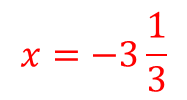 x = −3 1/3